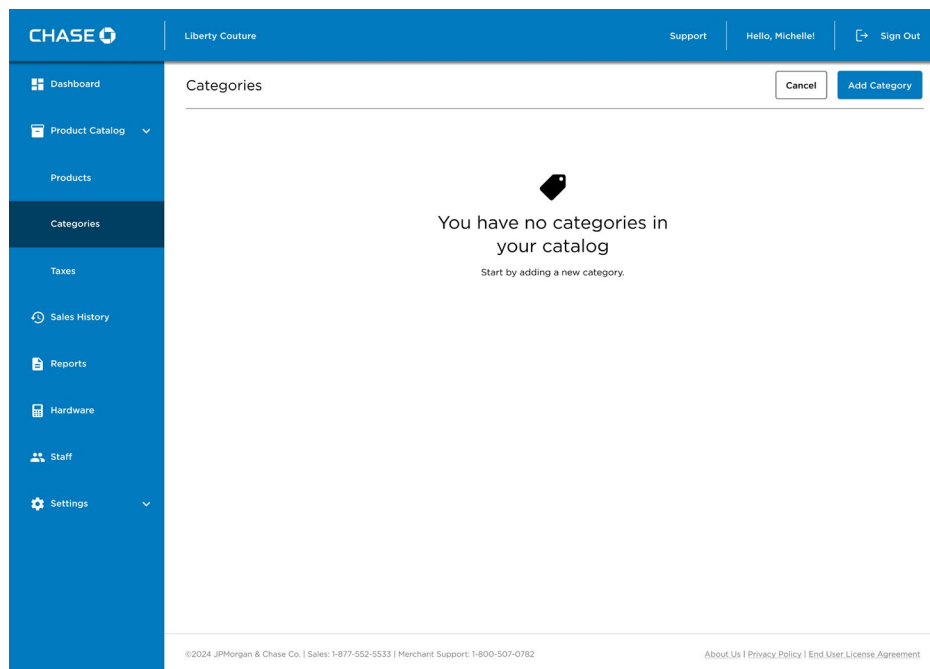 CHASE
Liberty Couture
Support
Hello, Michelle!
Sign Out
Dashboard
Product Catalog
Products
Categories
Taxes
Sales History
Reports
Hardware
Staff
Settings
Categories
Cancel
Add Category
You have no categories in
your catalog
Start by adding a new category.
©2024 JPMorgan & Chase Co. | Sales: 1-877-552-5533 | Merchant Support: 1-800-507-0782
About Us | Privacy Policy | End User License Agreement